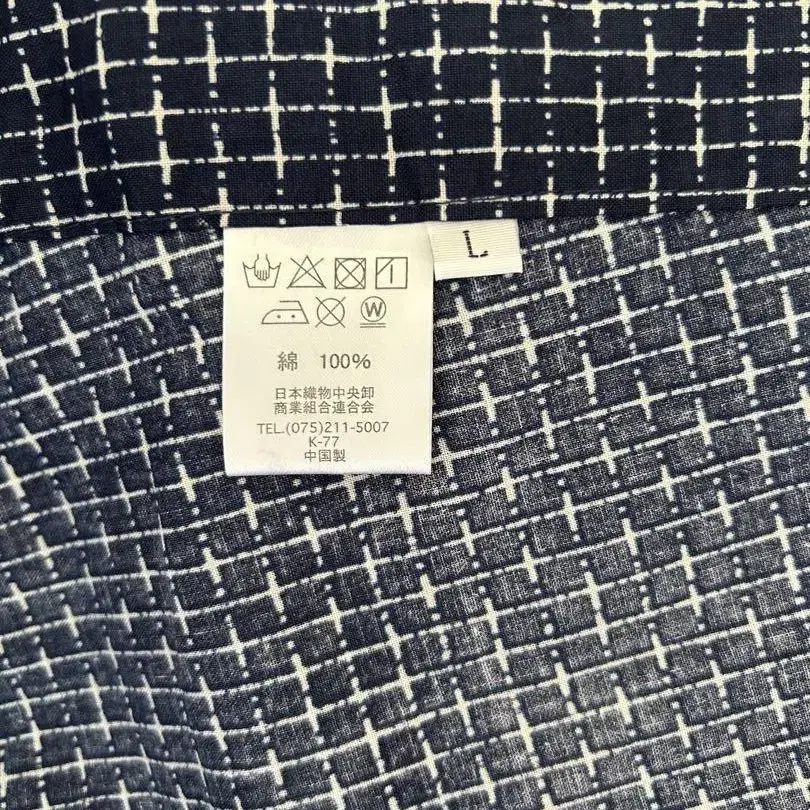 L
W
綿 100%
日本織物中央卸
商業組合連合会
TEL.(075)211-5007
K-77
中国製